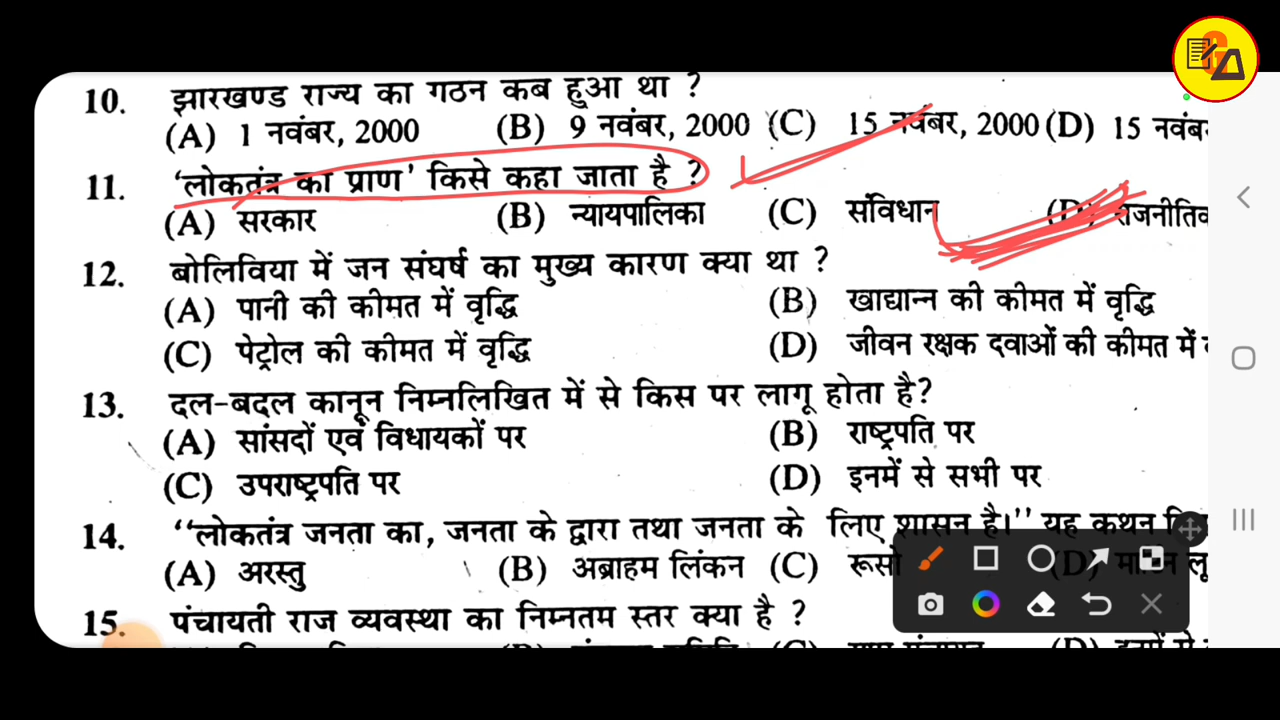 10. झारखण्ड राज्य का गठन कब हुआ था ?
(A) 1 नवंबर, 2000 (B) 9 नवंबर, 2000 (C) 15 नवंबर, 2000 (D) 15
11. 'लोकतंत्र का प्राण' किसे कहा जाता है ?
(A) सरकार (B) न्यायपालिका (C) संविधान (D)
12. बोलिविया में जन संघर्ष का मुख्य कारण क्या था ?
(A) पानी की कीमत में वृद्धि (B) खाद्यान्न की कीमत में वृद्धि
(C) पेट्रोल की कीमत में वृद्धि (D) जीवन रक्षक दवाओं की कीमत में
13. दल-बदल कानून निम्नलिखित में से किस पर लागू होता है?
(A) सांसदों एवं विधायकों पर (B) राष्ट्रपति पर
(C) उपराष्ट्रपति पर (D) इनमें से सभी पर
14. "लोकतंत्र जनता का, जनता के द्वारा तथा जनता के लिए शासन है।" यह कथन
(A) अरस्तु (B) अब्राहम लिंकन (C) रूसो (D)
15. पंचायती राज व्यवस्था का निम्नतम स्तर क्या है ?